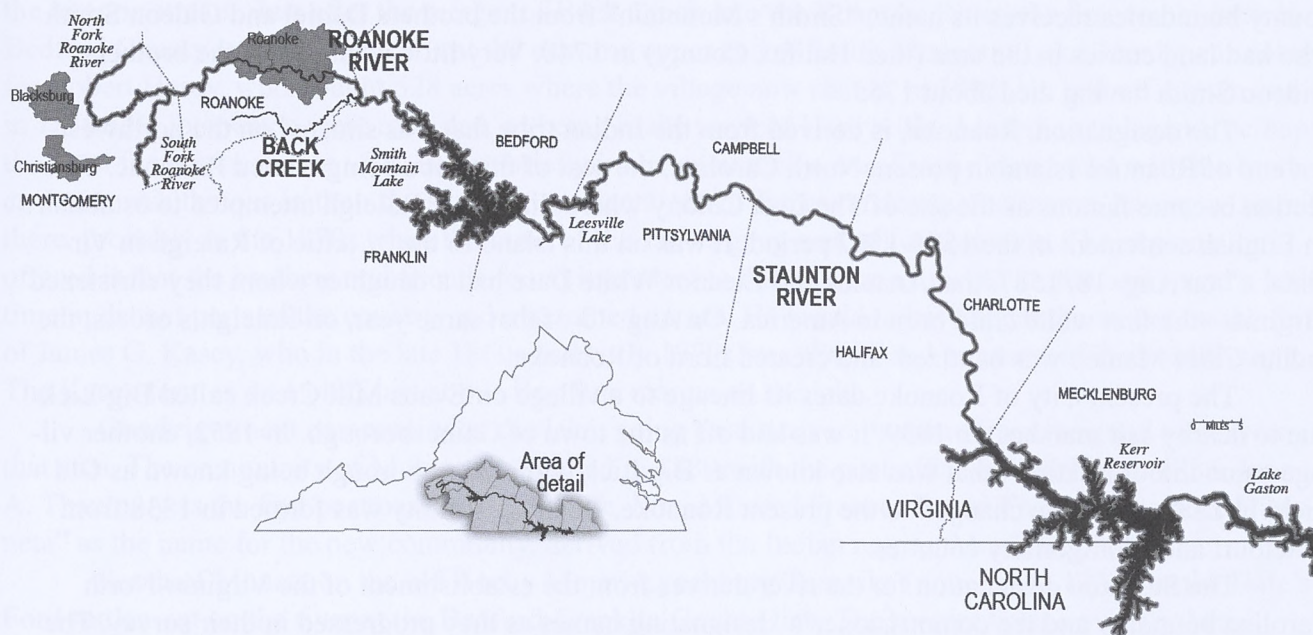 North
Fork
Roanoke
River
Roanoke
ROANOKE
RIVER
Blacksburg
ROANOKE
BEDFORD
CAMPBELL
South
Fork
Roanoke
River
BACK
CREEK
Smith
Mountain
Lake
Christiansburg
MONTGOMERY
Leesville
Lake
PITTSYLVANIA
FRANKLIN
STAUNTON
RIVER
CHARLOTTE
HALIFAX
MECKLENBURG
0 MILES 5
Kerr
Reservoir
Lake
Gaston
Area of
detail
VIRGINIA
NORTH
CAROLINA